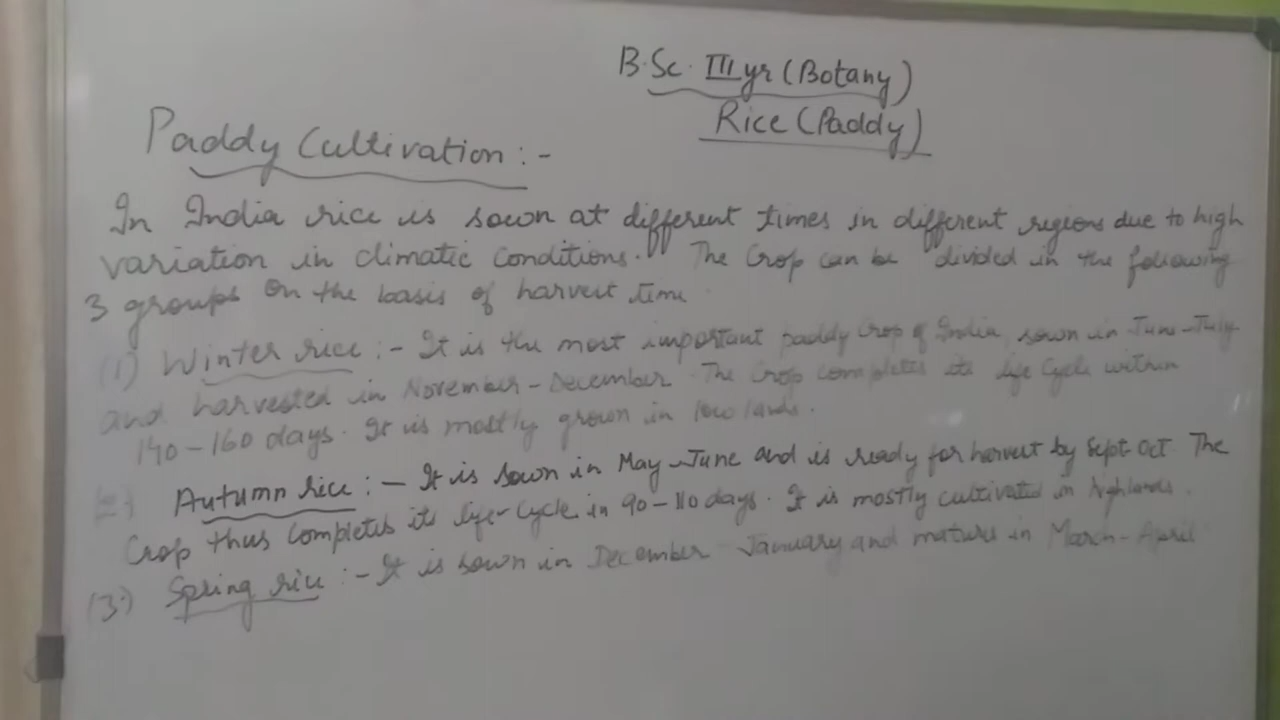 B.Sc. III yr (Botany)
Rice (Paddy)
Paddy Cultivation :-
In India rice is sown at different times in different regions due to high
variation in climatic conditions. The Crop can be divided in the following
3 groups on the basis of harvest time
(1) Winter rice :- It is the most important paddy crop of India, sown in June-July
and harvested in November-December. The Crop completes its life Cycle within
140-160 days. It is mostly grown in low lands.
(2) Autumn rice :- It is sown in May-June and is ready for harvest by Sept-Oct The
Crop thus completes its life-Cycle in 90-110 days. It is mostly cultivated in highlands.
(3) Spring rice :- It is sown in December January and matures in March-April